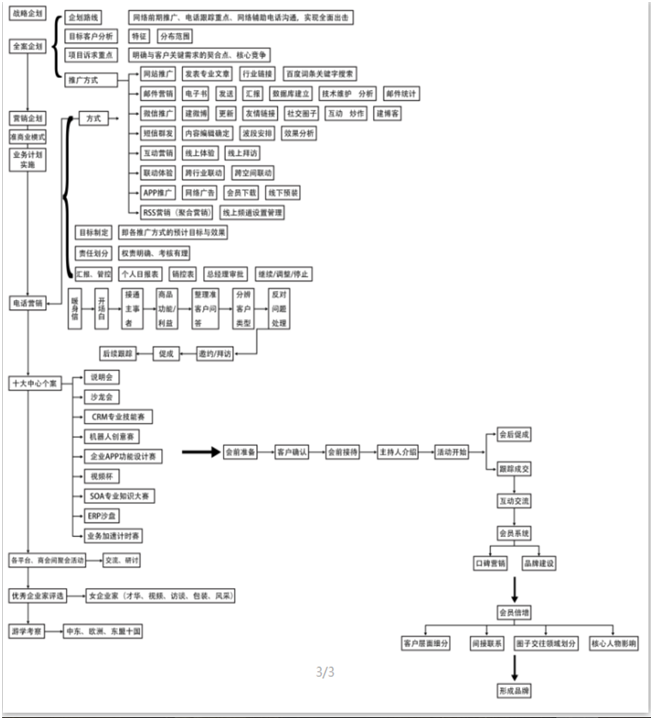 战略企划
企划路线 网络前期推广、电话跟踪重点、网络辅助电话沟通，实现全面出击
全案企划
目标客户分析 特征 分布范围
项目诉求重点 明确与客户关键需求的契合点、核心竞争
推广方式
网站推广 发表专业文章 行业链接 百度词条关键字搜索
邮件营销 电子书 发送 汇报 数据库建立 技术维护 分析 邮件统计
营销企划 方式
微信推广 建微博 更新 友情链接 社交圈子 互动 炒作 建博客
准商业模式
短信群发 内容编辑确定 波段安排 效果分析
业务计划
实施
互动营销 线上体验 线上拜访
联动体验 跨行业联动 跨空间联动
APP推广 网络广告 会员下载 线下预装
RSS营销（聚合营销） 线上频道设置管理
目标制定 即各推广方式的预计目标与效果
责任划分 权责明确、考核有理
汇报、管控 个人日报表 销控表 总经理审批 继续/调整/停止
电话营销
暖身信
开场白
接通主事者
商品功能/利益
整理准客户问答
分辨客户类型
反对问题处理
后续跟踪 促成 邀约/拜访
十大中心个案
说明会
沙龙会
CRM专业技能赛
机器人创意赛
企业APP功能设计赛
视频杯
SOA专业知识大赛
ERP沙盘
业务加速计时赛
会前准备 客户确认 会前接待 主持人介绍 活动开始
会后促成
跟踪成交
互动交流
会员系统
口碑营销 品牌建设
各平台、商会间聚会活动 交流、研讨
优秀企业家评选 女企业家（才华、视频、访谈、包装、风采）
会员倍增
游学考察 中东、欧洲、东盟十国
客户层面细分 间接联系 圈子交往领域划分 核心人物影响
3/3
形成品牌